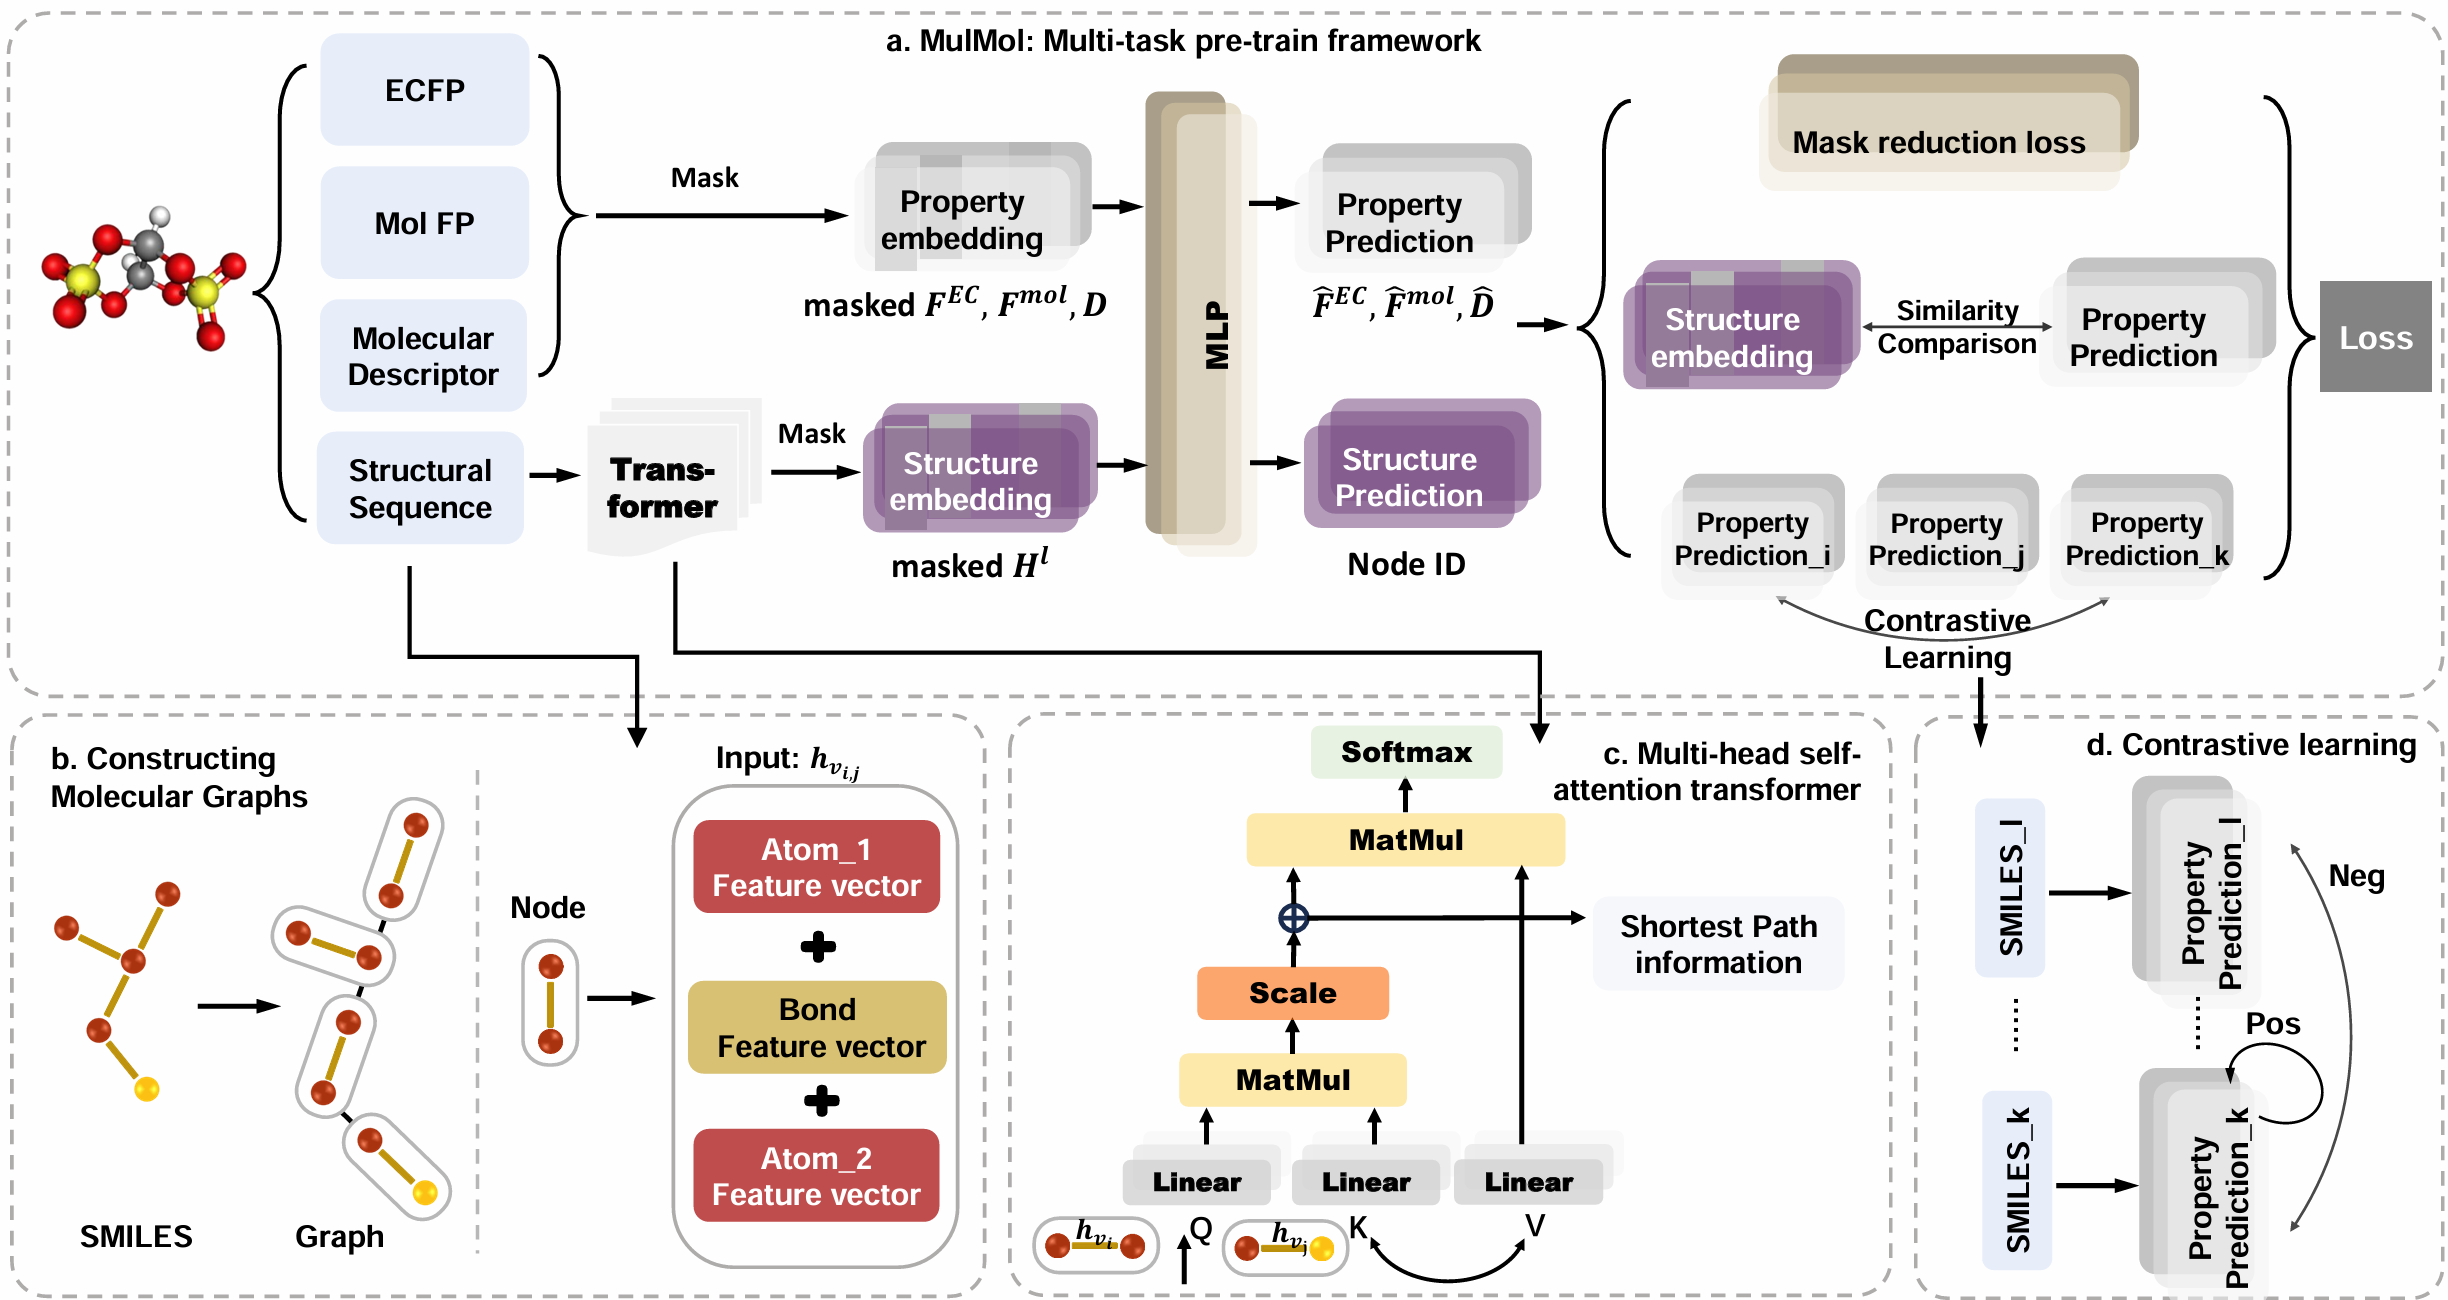 a. MulMol: Multi-task pre-train framework
ECFP
Mol FP
Molecular
Descriptor
Structural
Sequence
Mask
Property
embedding
masked F^{EC}, F^{mol}, D
Trans-
former
Mask
Structure
embedding
masked H^l
MLP
Property
Prediction
F̂^{EC}, F̂^{mol}, D̂
Structure
Prediction
Node ID
Mask reduction loss
Structure
embedding
Similarity
Comparison
Property
Prediction
Property
Prediction_i
Property
Prediction_j
Property
Prediction_k
Contrastive
Learning
Loss
b. Constructing
Molecular Graphs
SMILES
Graph
Node
Input: h_{v_{i,j}}
Atom_1
Feature vector
Bond
Feature vector
Atom_2
Feature vector
c. Multi-head self-
attention transformer
Softmax
MatMul
Shortest Path
information
Scale
MatMul
Linear
Linear
Linear
h_{v_i}
Q
h_{v_j}
K
V
d. Contrastive learning
SMILES_I
Property
Prediction_I
Neg
......
......
Pos
SMILES_k
Property
Prediction_k